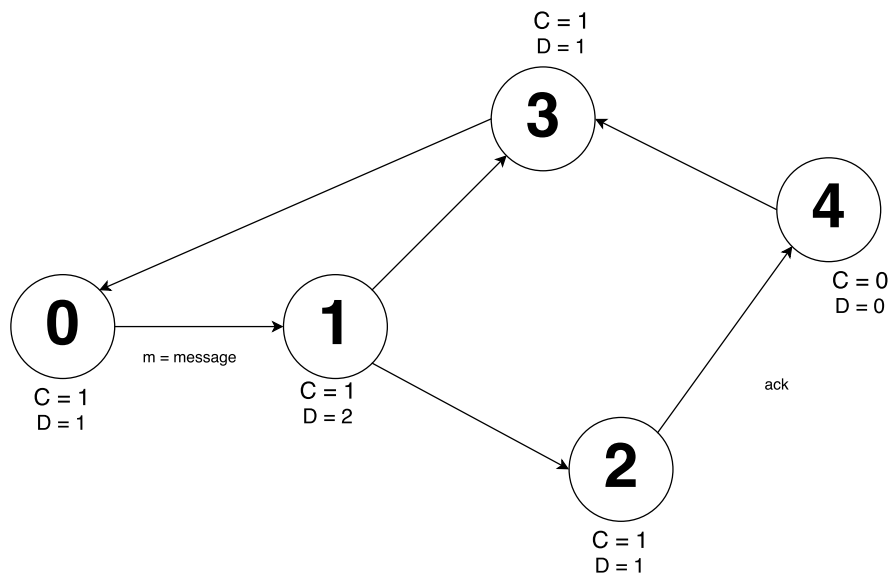 C = 1
D = 1
3
4
C = 0
D = 0
0
m = message
1
C = 1
D = 1
C = 1
D = 2
ack
2
C = 1
D = 1